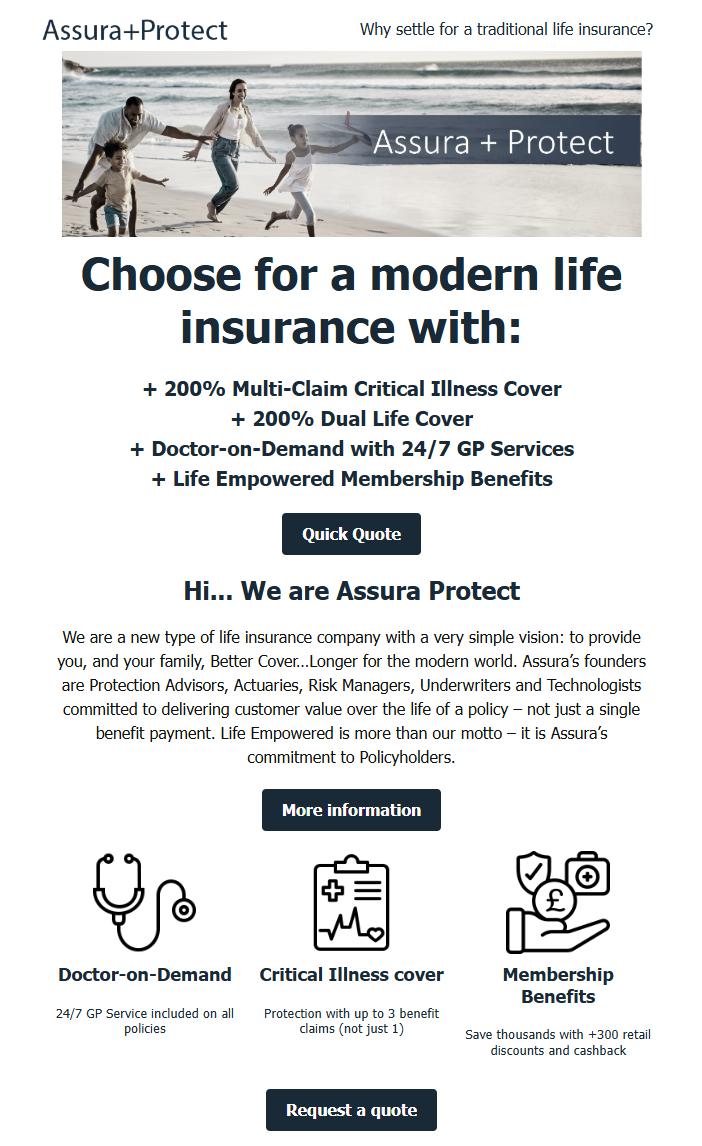 Assura+Protect
Why settle for a traditional life insurance?
Assura + Protect
Choose for a modern life
insurance with:
+ 200% Multi-Claim Critical Illness Cover
+ 200% Dual Life Cover
+ Doctor-on-Demand with 24/7 GP Services
+ Life Empowered Membership Benefits
Quick Quote
Hi... We are Assura Protect
We are a new type of life insurance company with a very simple vision: to provide
you, and your family, Better Cover...Longer for the modern world. Assura’s founders
are Protection Advisors, Actuaries, Risk Managers, Underwriters and Technologists
committed to delivering customer value over the life of a policy – not just a single
benefit payment. Life Empowered is more than our motto – it is Assura’s
commitment to Policyholders.
More information
£
Doctor-on-Demand
24/7 GP Service included on all
policies
Critical Illness cover
Protection with up to 3 benefit
claims (not just 1)
Membership
Benefits
Save thousands with +300 retail
discounts and cashback
Request a quote